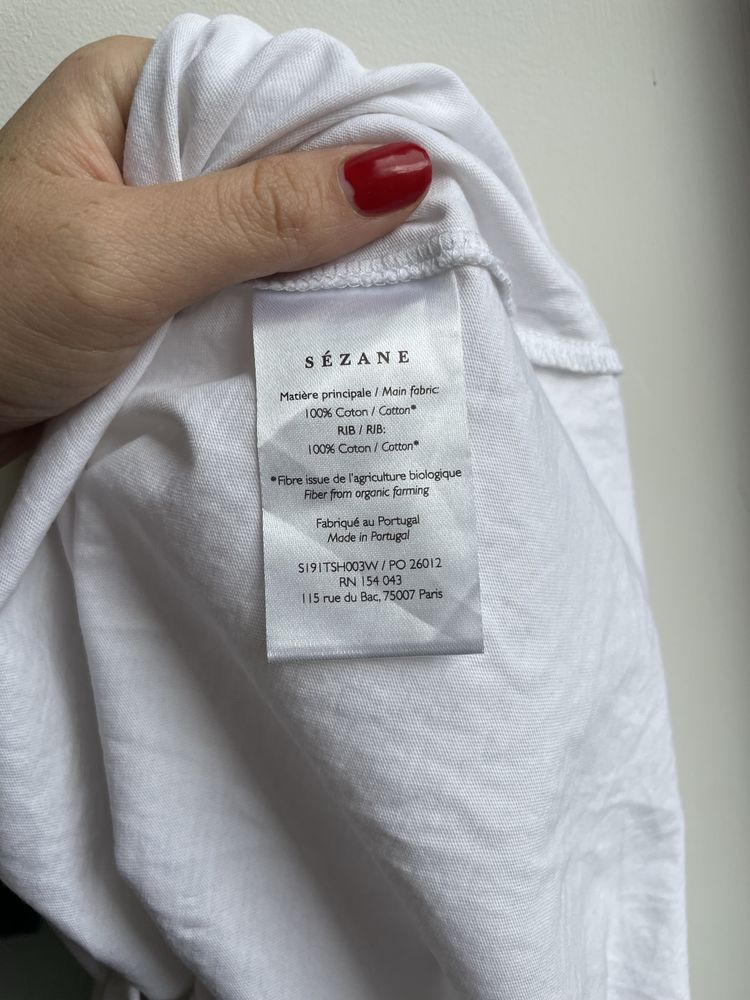 SÉZANE
Matière principale / Main fabric:
100% Coton / Cotton*
RIB / RIB:
100% Coton / Cotton*
*Fibre issue de l'agriculture biologique
Fiber from organic farming
Fabriqué au Portugal
Made in Portugal
S191TSH003W / PO 26012
RN 154 043
115 rue du Bac, 75007 Paris